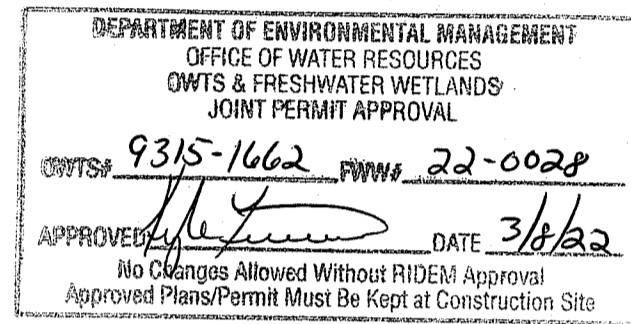 DEPARTMENT OF ENVIRONMENTAL MANAGEMENT
OFFICE OF WATER RESOURCES
OWTS & FRESHWATER WETLANDS
JOINT PERMIT APPROVAL
OWTS# 9315-1662 FWW# 22-0028
APPROVED DATE 3/8/22
No Changes Allowed Without RIDEM Approval
Approved Plans/Permit Must Be Kept at Construction Site